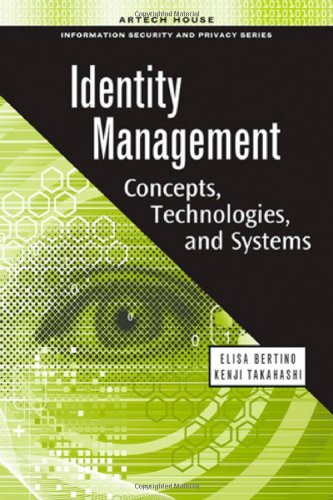 ARTECH HOUSE
INFORMATION SECURITY AND PRIVACY SERIES
Identity
Management
Concepts,
Technologies,
and Systems
ELISA BERTINO
KENJI TAKAHASHI